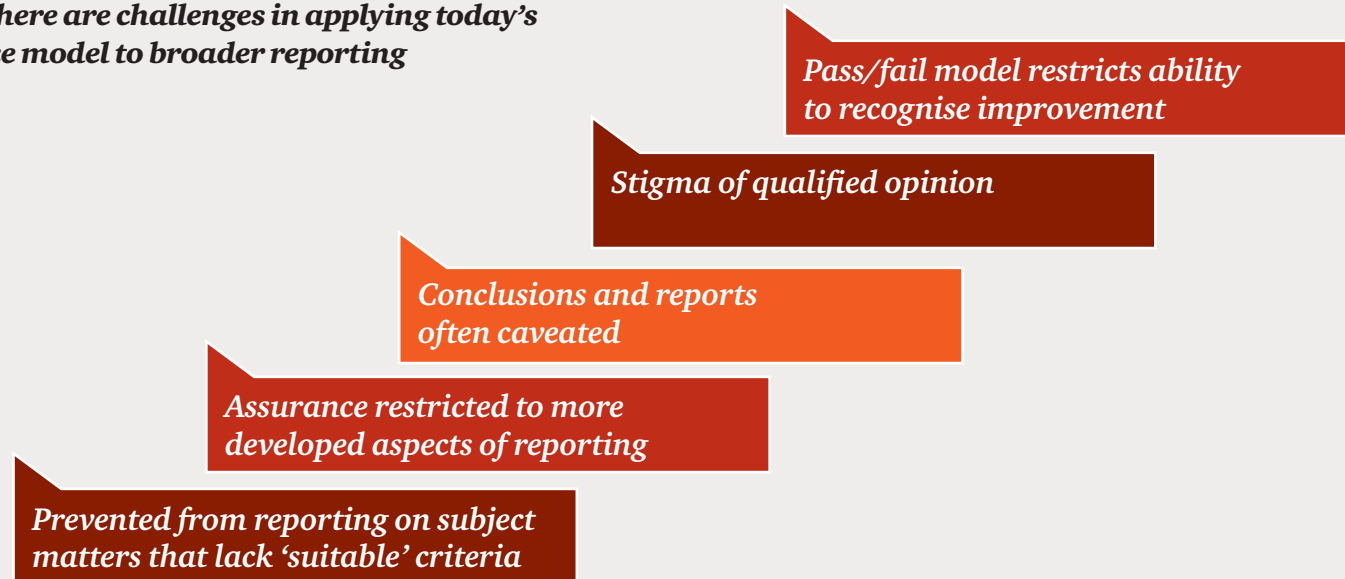 here are challenges in applying today’s
e model to broader reporting
Pass/fail model restricts ability
to recognise improvement
Stigma of qualified opinion
Conclusions and reports
often caveated
Assurance restricted to more
developed aspects of reporting
Prevented from reporting on subject
matters that lack ‘suitable’ criteria